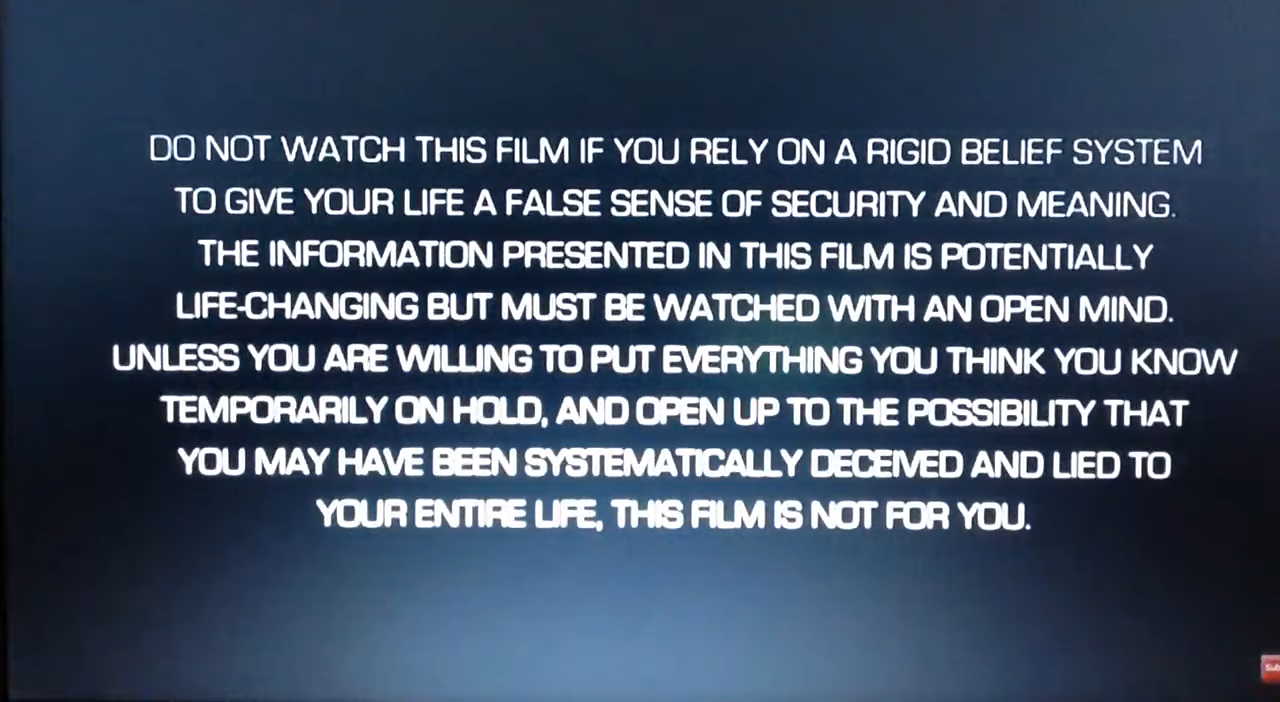 DO NOT WATCH THIS FILM IF YOU RELY ON A RIGID BELIEF SYSTEM
TO GIVE YOUR LIFE A FALSE SENSE OF SECURITY AND MEANING.
THE INFORMATION PRESENTED IN THIS FILM IS POTENTIALLY
LIFE-CHANGING BUT MUST BE WATCHED WITH AN OPEN MIND.
UNLESS YOU ARE WILLING TO PUT EVERYTHING YOU THINK YOU KNOW
TEMPORARILY ON HOLD, AND OPEN UP TO THE POSSIBILITY THAT
YOU MAY HAVE BEEN SYSTEMATICALLY DECEIVED AND LIED TO
YOUR ENTIRE LIFE, THIS FILM IS NOT FOR YOU.